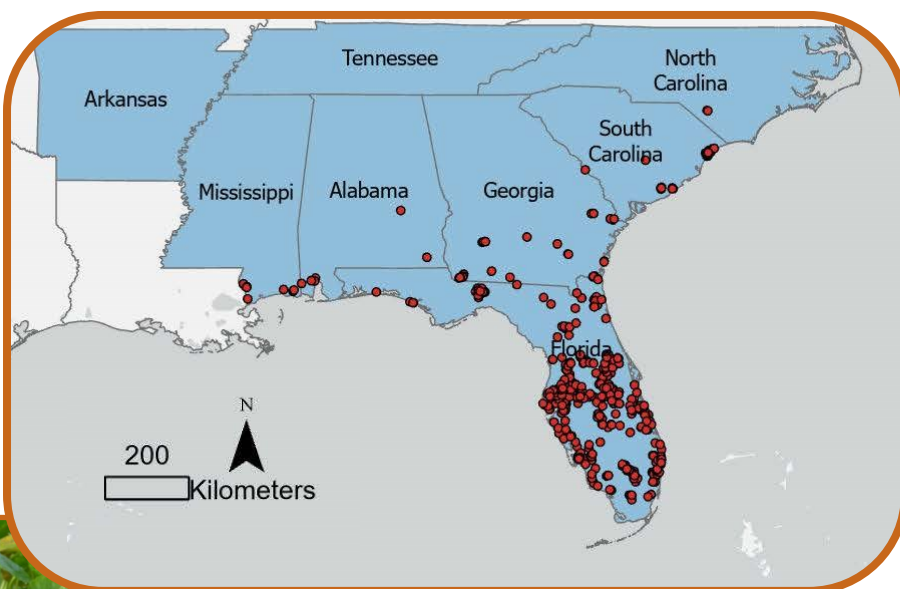 Tennessee
North
Carolina
Arkansas
South
Carolina
Mississippi
Alabama
Georgia
Florida
N
200
Kilometers